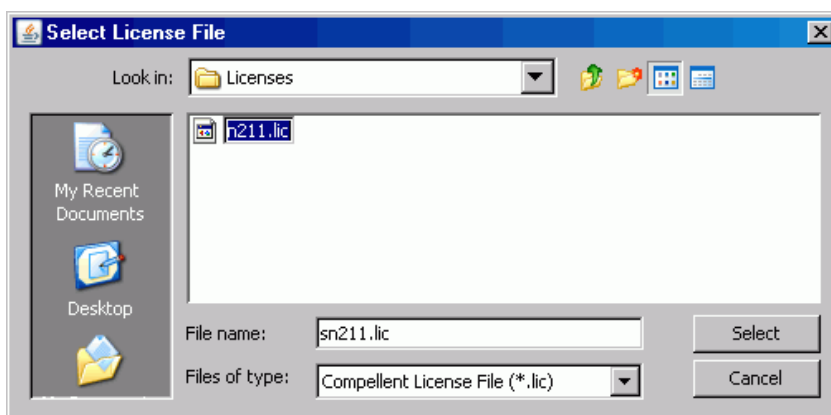 Select License File
Look in:
Licenses
n211.lic
My Recent
Documents
Desktop
File name:
sn211.lic
Select
Files of type:
Compellent License File (*.lic)
Cancel